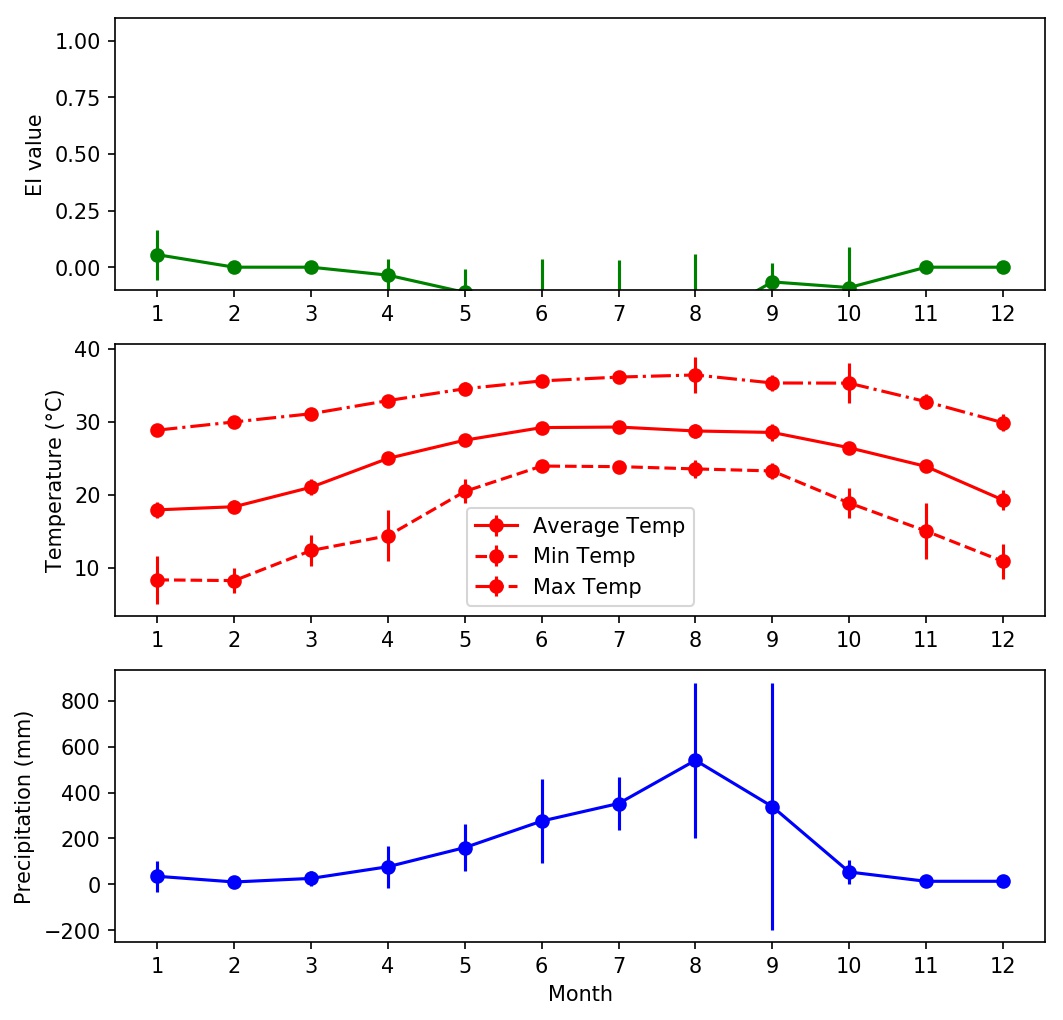 EI value
1.00
0.75
0.50
0.25
0.00
1 2 3 4 5 6 7 8 9 10 11 12
Temperature (°C)
40
30
20
10
Average Temp
Min Temp
Max Temp
1 2 3 4 5 6 7 8 9 10 11 12
Precipitation (mm)
800
600
400
200
0
−200
1 2 3 4 5 6 7 8 9 10 11 12
Month